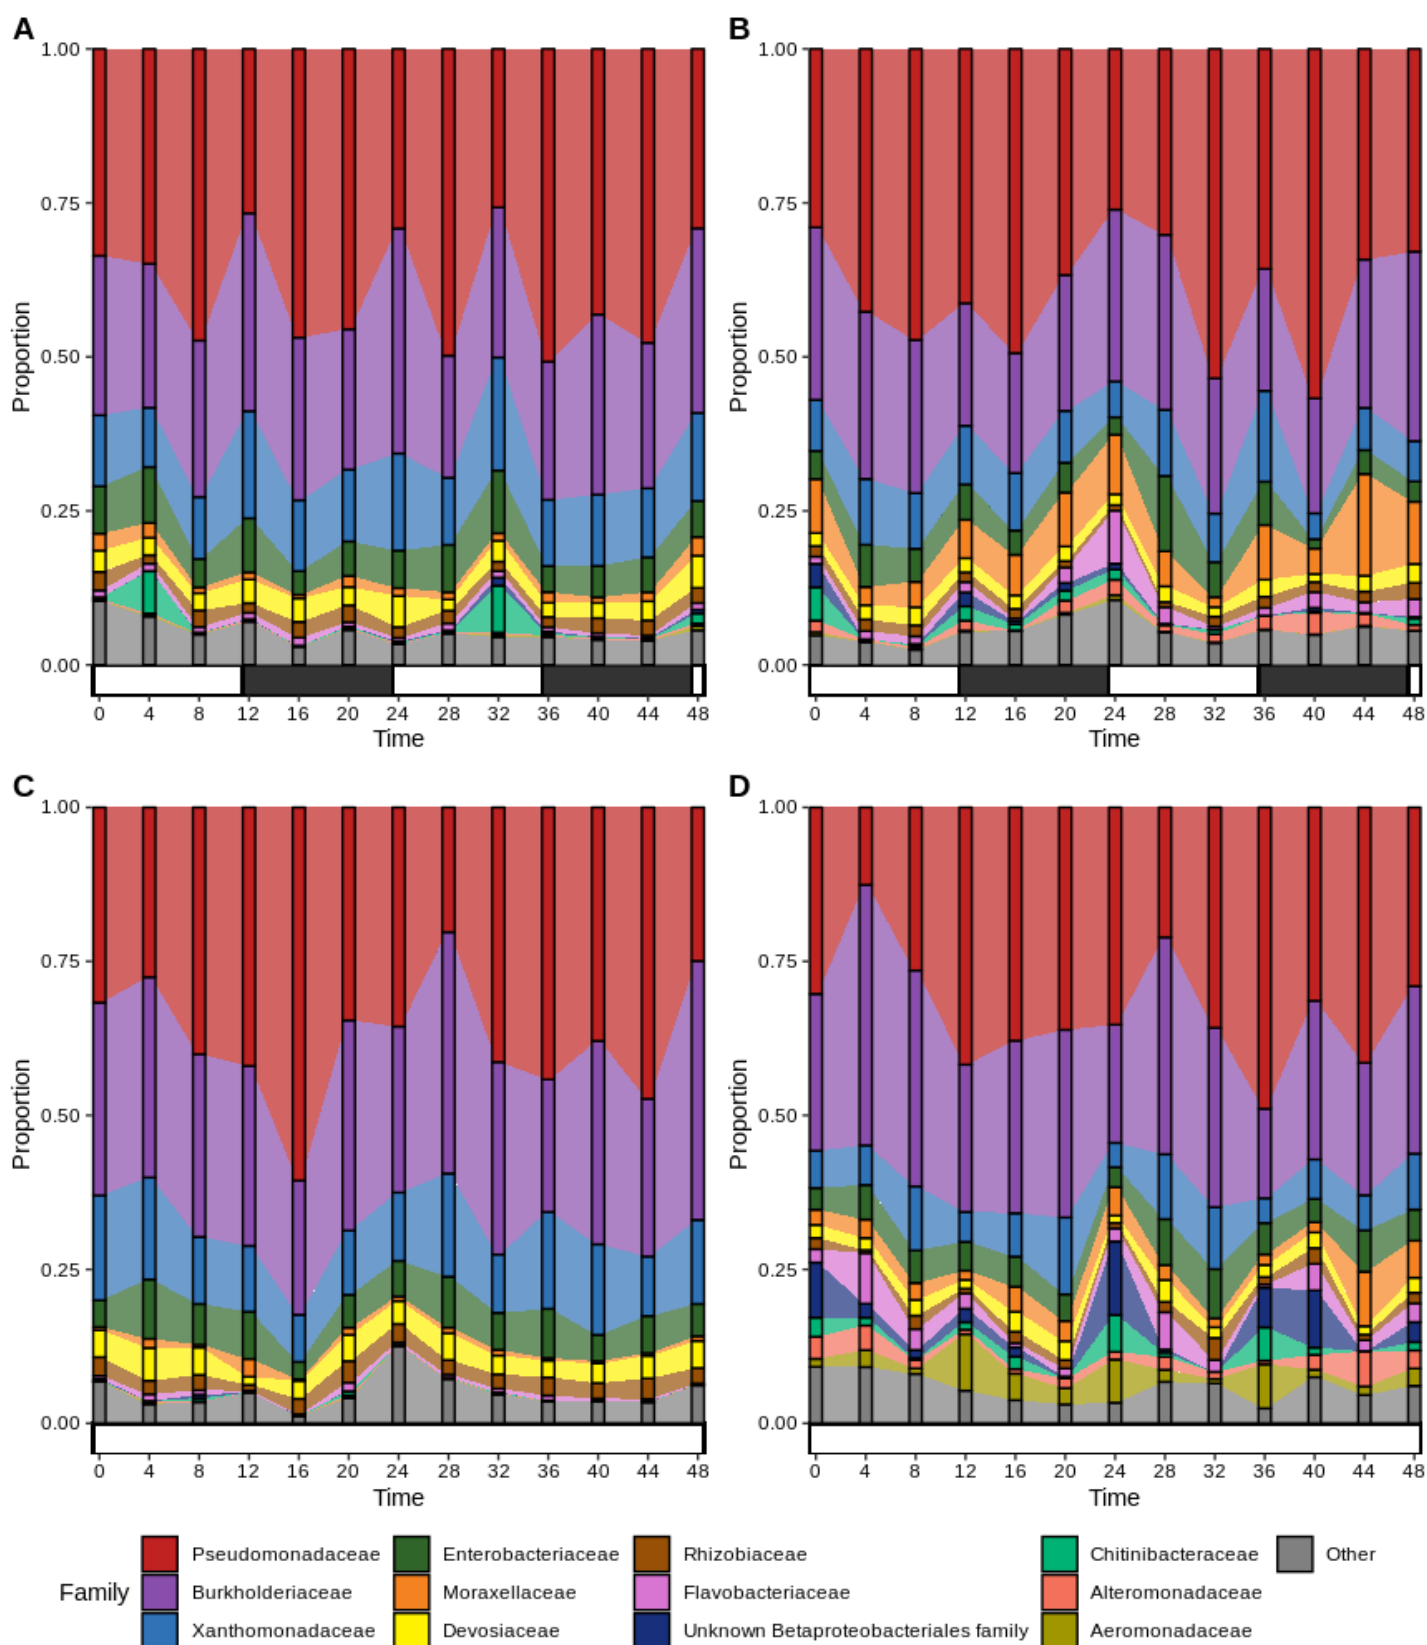 A
B
1.00
0.75
0.50
0.25
0.00
Proportion
0 4 8 12 16 20 24 28 32 36 40 44 48
Time
1.00
0.75
0.50
0.25
0.00
Proportion
0 4 8 12 16 20 24 28 32 36 40 44 48
Time
C
D
1.00
0.75
0.50
0.25
0.00
Proportion
0 4 8 12 16 20 24 28 32 36 40 44 48
Time
1.00
0.75
0.50
0.25
0.00
Proportion
0 4 8 12 16 20 24 28 32 36 40 44 48
Time
Family
Pseudomonadaceae
Burkholderiaceae
Xanthomonadaceae
Enterobacteriaceae
Moraxellaceae
Devosiaceae
Rhizobiaceae
Flavobacteriaceae
Unknown Betaproteobacteriales family
Chitinibacteraceae
Alteromonadaceae
Aeromonadaceae
Other